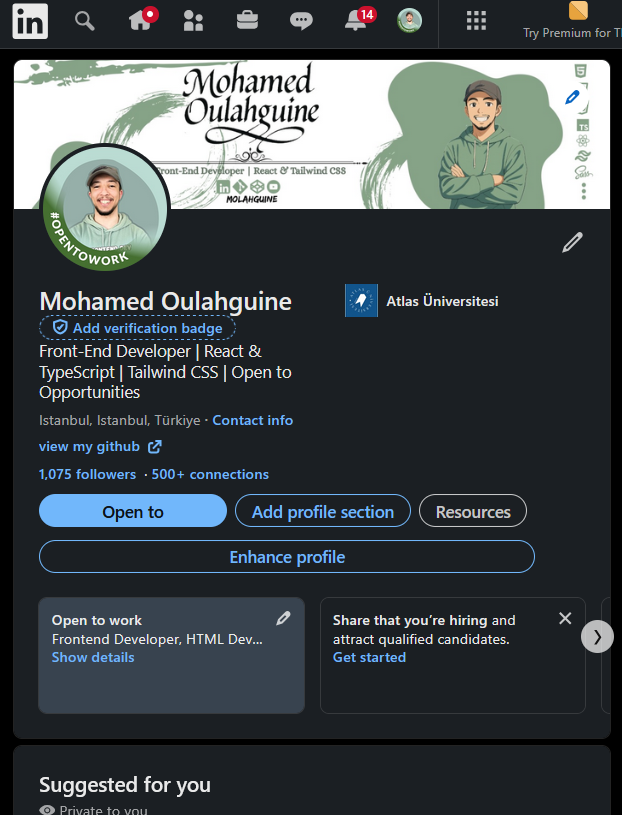 in
14
Try Premium for
Mohamed
Oulahguine
Front-End Developer | React & Tailwind CSS
MOLAHGUINE
TS
Sass
#OPENTOWORK
Mohamed Oulahguine
Atlas Üniversitesi
Add verification badge
Front-End Developer | React &
TypeScript | Tailwind CSS | Open to
Opportunities
Istanbul, Istanbul, Türkiye · Contact info
view my github
1,075 followers · 500+ connections
Open to
Add profile section
Resources
Enhance profile
Open to work
Frontend Developer, HTML Dev...
Show details
Share that you’re hiring and
attract qualified candidates.
Get started
Suggested for you
Private to you